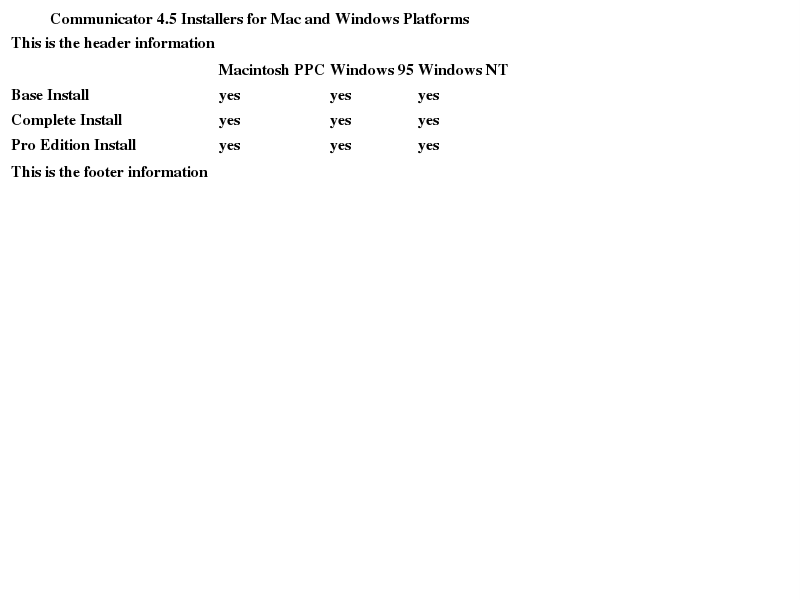 Communicator 4.5 Installers for Mac and Windows Platforms
This is the header information
Macintosh PPC Windows 95 Windows NT
Base Install yes yes yes
Complete Install yes yes yes
Pro Edition Install yes yes yes
This is the footer information